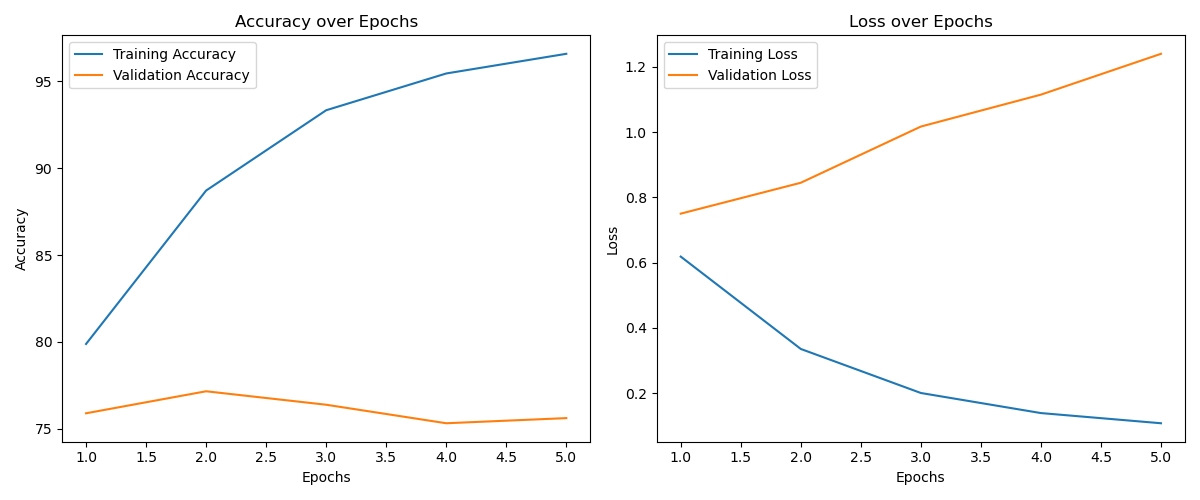 Accuracy over Epochs
Training Accuracy
Validation Accuracy
95
90
85
80
75
Accuracy
1.0 1.5 2.0 2.5 3.0 3.5 4.0 4.5 5.0
Epochs
Loss over Epochs
Training Loss
Validation Loss
1.2
1.0
0.8
0.6
0.4
0.2
Loss
1.0 1.5 2.0 2.5 3.0 3.5 4.0 4.5 5.0
Epochs